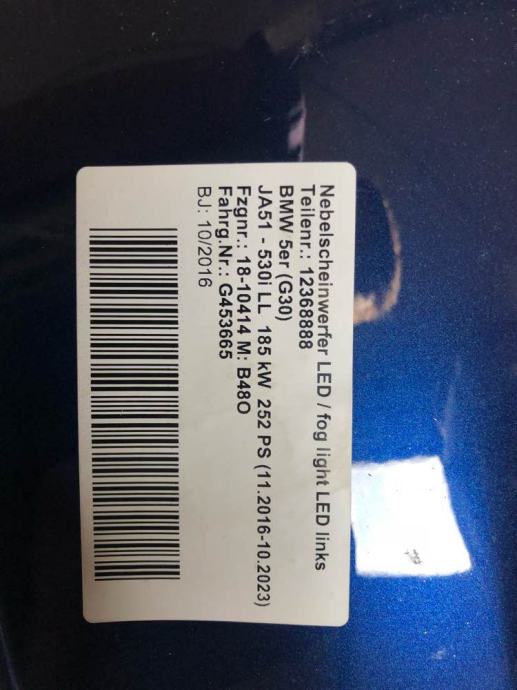 Nebelscheinwerfer LED / fog light LED links
Teilenr.: 12368888
BMW 5er (G30)
JA51 - 530i LL 185 kW 252 PS (11.2016-10.2023)
Fzgnr.: 18-10414 M: B48O
Fahrg.Nr.: G453665
BJ: 10/2016